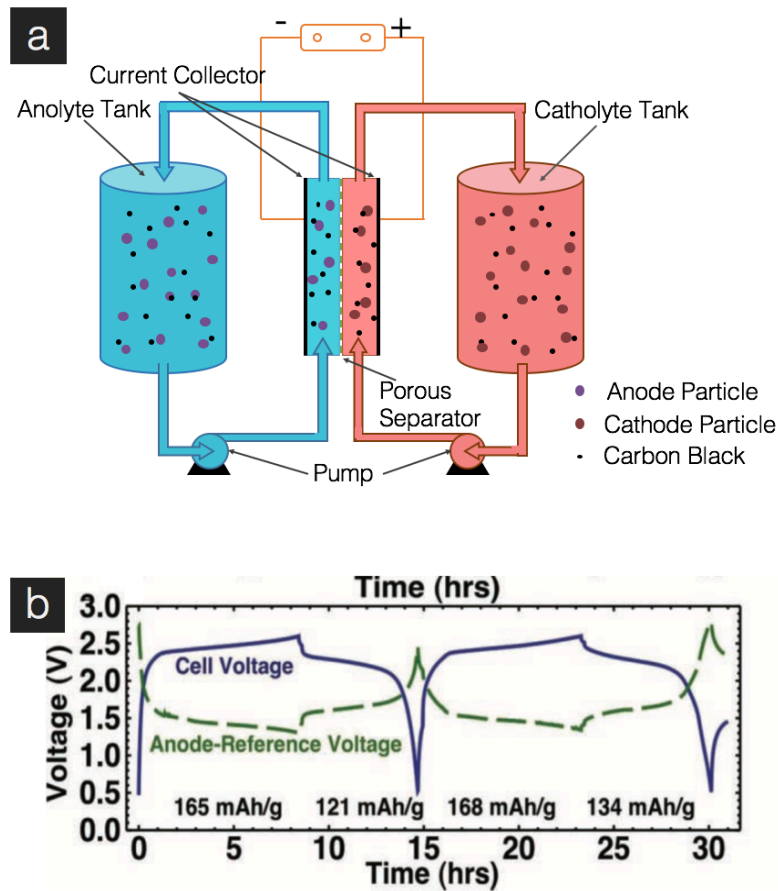 a
- +
Current Collector
Anolyte Tank
Catholyte Tank
Porous
Separator
Pump
Anode Particle
Cathode Particle
Carbon Black
b
Time (hrs)
Voltage (V)
3.0
2.5
2.0
1.5
1.0
0.5
0.0
Cell Voltage
Anode-Reference Voltage
165 mAh/g 121 mAh/g 168 mAh/g 134 mAh/g
0 5 10 15 20 25 30
Time (hrs)